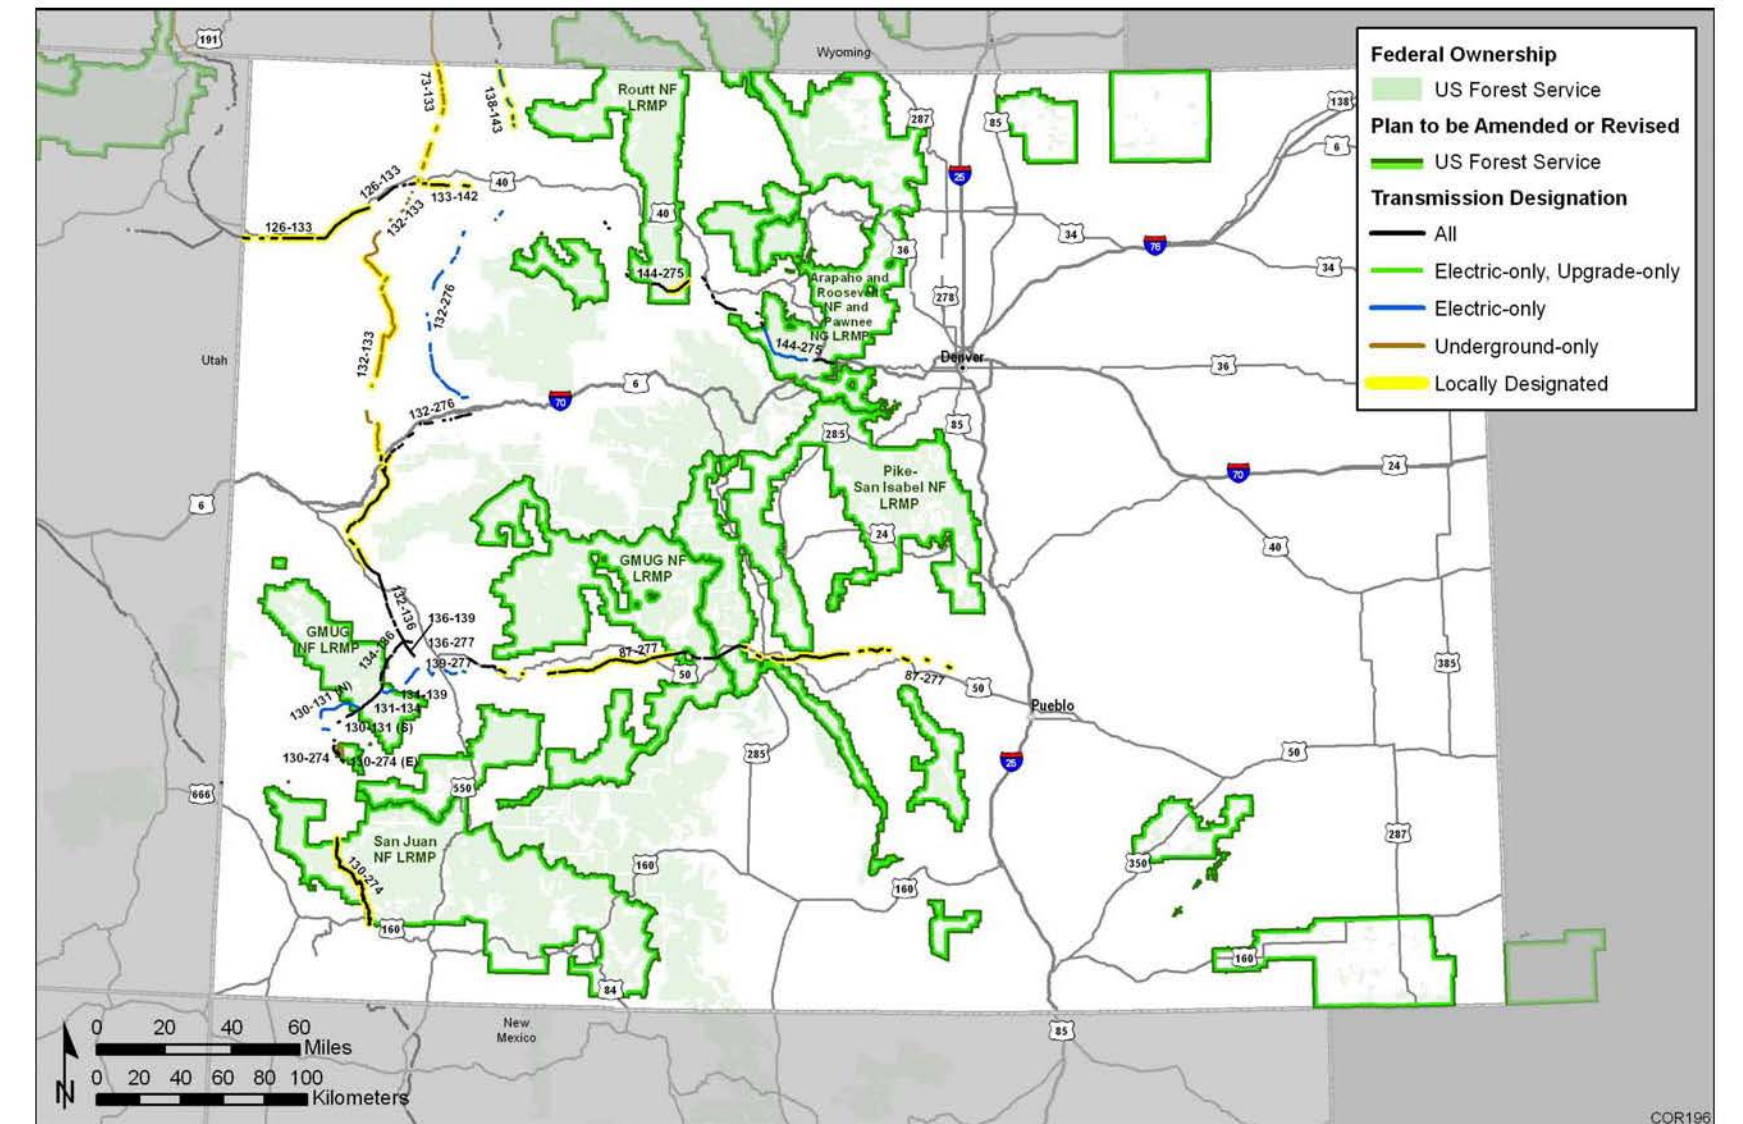 191
Wyoming
73-133
138-143
Routt NF
LRMP
287
85
138
6
25
Federal Ownership
US Forest Service
Plan to be Amended or Revised
US Forest Service
Transmission Designation
All
Electric-only, Upgrade-only
Electric-only
Underground-only
Locally Designated
126-133
40
133-142
126-133
132-133
40
34
76
36
34
144-275
Arapaho and
Roosevelt
NF and
Pawnee
NG LRMP
278
132-276
144-275
Utah
132-133
Denver
36
6
70
132-276
285
85
Pike-
San Isabel NF
LRMP
24
70
6
24
40
GMUG NF
LRMP
132-136
136-139
GMUG
NF LRMP
134-136
136-277
139-277
87-277
50
87-277
50
385
134-139
130-131 (N)
131-134
130-131 (S)
Pueblo
130-274
130-274 (E)
285
50
25
550
666
San Juan
NF LRMP
130-274
160
160
350
287
160
160
84
New
Mexico
85
0 20 40 60
Miles
0 20 40 60 80 100
Kilometers
N
COR196